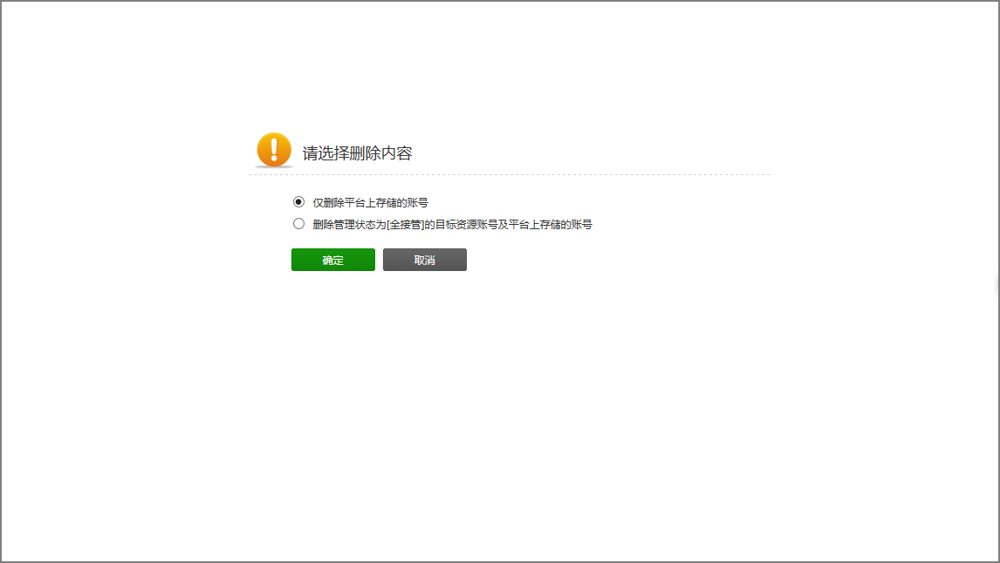 请选择删除内容
仅删除平台上存储的账号
删除管理状态为[全接管]的目标资源账号及平台上存储的账号
确定 取消